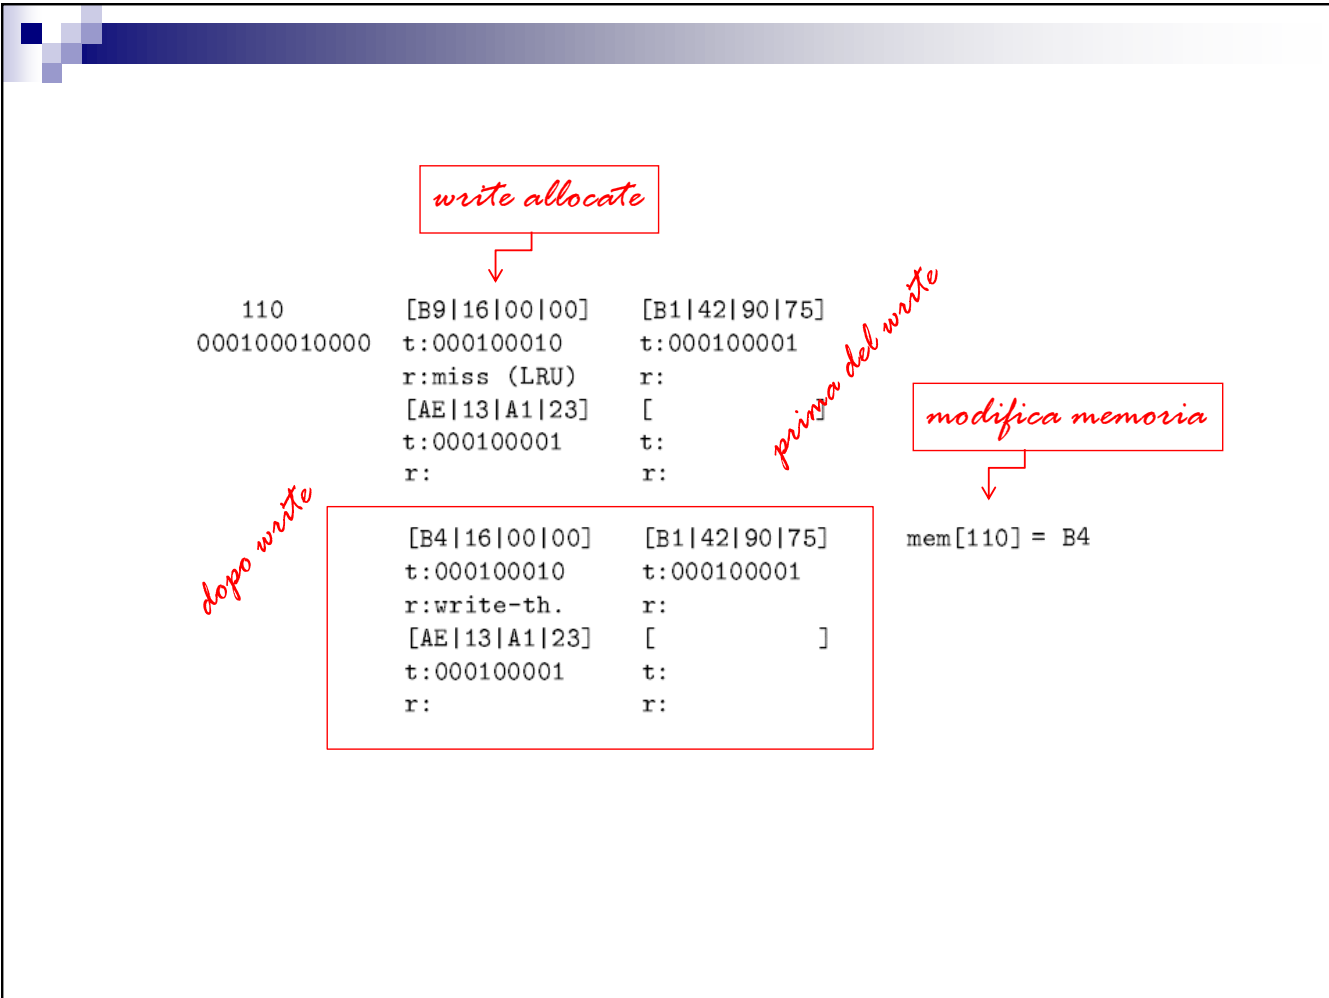 write allocate
110 [B9|16|00|00] [B1|42|90|75]
000100010000 t:000100010 t:000100001
r:miss (LRU) r:
[AE|13|A1|23] [ ]
t:000100001 t:
r: r:
prima del write
modifica memoria
dopo write
[B4|16|00|00] [B1|42|90|75] mem[110] = B4
t:000100010 t:000100001
r:write-th. r:
[AE|13|A1|23] [ ]
t:000100001 t:
r: r: